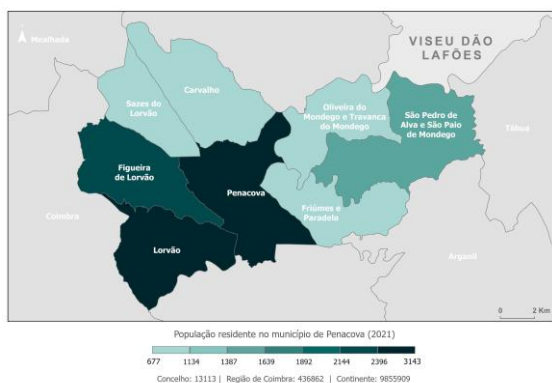 Mealhada
VISEU DÃO
LAFÕES
Carvalho
Sazes do
Lorvão
Oliveira do
Mondego e Travanca
do Mondego
São Pedro de
Alva e São Paio
de Mondego
Tábua
Figueira
de Lorvão
Penacova
Friúmes e
Paradela
Coimbra
Lorvão
Arganil
0 2 Km
População residente no município de Penacova (2021)
677 1134 1387 1639 1892 2144 2396 3143
Concelho: 13113 | Região de Coimbra: 436862 | Continente: 9855909